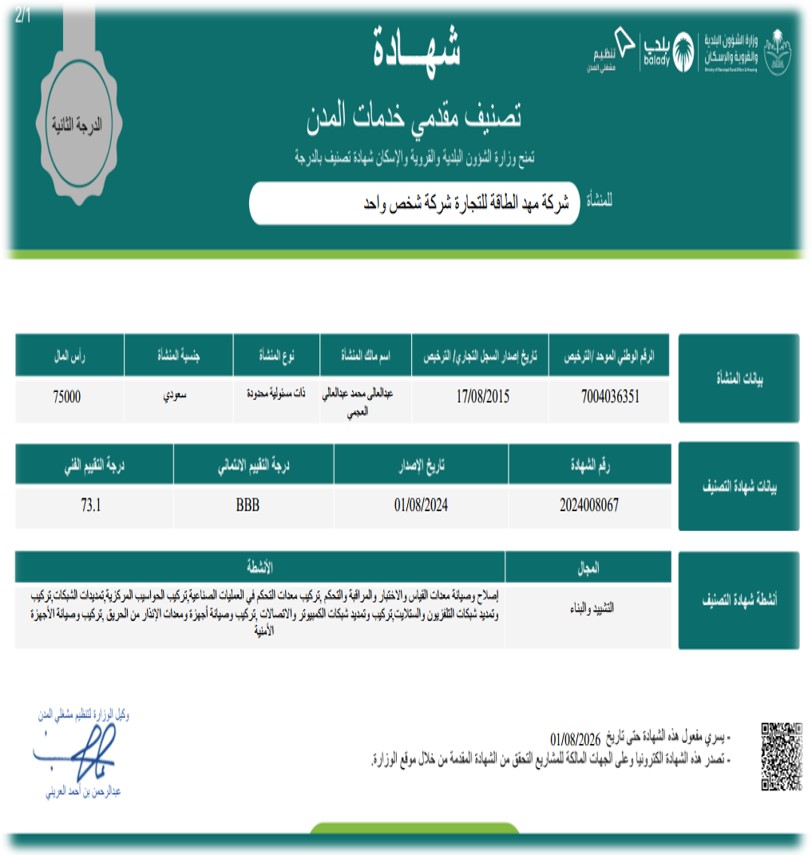 2/1
وزارة الشؤون البلدية
والقروية والإسكان
بلدي
balady
تنظيم
مشغلي المدن
الدرجة الثانية
شهـــادة
تصنيف مقدمي خدمات المدن
تمنح وزارة الشؤون البلدية والقروية والإسكان شهادة تصنيف بالدرجة
للمنشأة
شركة مهد الطاقة للتجارة شركة شخص واحد
بيانات المنشأة
الرقم الوطني الموحد /الترخيص
تاريخ إصدار السجل التجاري/ الترخيص
اسم مالك المنشأة
نوع المنشأة
جنسية المنشأة
رأس المال
7004036351
17/08/2015
عبدالعالى محمد عبدالعالي
العجمي
ذات مسئولية محدودة
سعودي
75000
بيانات شهادة التصنيف
رقم الشهادة
تاريخ الإصدار
درجة التقييم الائتماني
درجة التقييم الفني
2024008067
01/08/2024
BBB
73.1
أنشطة شهادة التصنيف
المجال
الأنشطة
التشييد والبناء
إصلاح وصيانة معدات القياس والاختبار والمراقبة والتحكم ,تركيب معدات التحكم في العمليات الصناعية,تركيب الحواسيب المركزية,تمديدات الشبكات,تركيب
وتمديد شبكات التلفزيون والستلايت,تركيب وتمديد شبكات الكمبيوتر والاتصالات ,تركيب وصيانة أجهزة ومعدات الإنذار من الحريق ,تركيب وصيانة الأجهزة
الأمنية
- يسري مفعول هذه الشهادة حتى تاريخ 01/08/2026
- تصدر هذه الشهادة الكترونيا وعلى الجهات المالكة للمشاريع التحقق من الشهادة المقدمة من خلال موقع الوزارة.
وكيل الوزارة لتنظيم مشغلي المدن
عبدالرحمن بن أحمد العريني